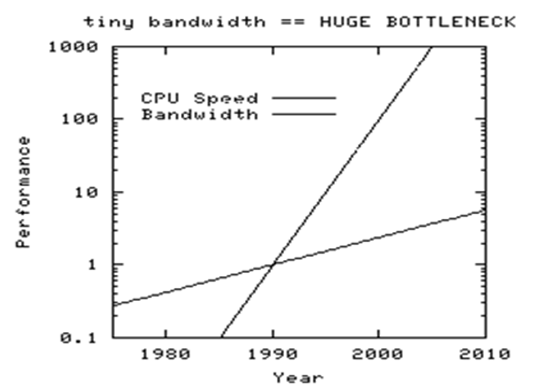 tiny bandwidth == HUGE BOTTLENECK
1000
CPU Speed
100
Bandwidth
Performance
10
1
0.1
1980 1990 2000 2010
Year